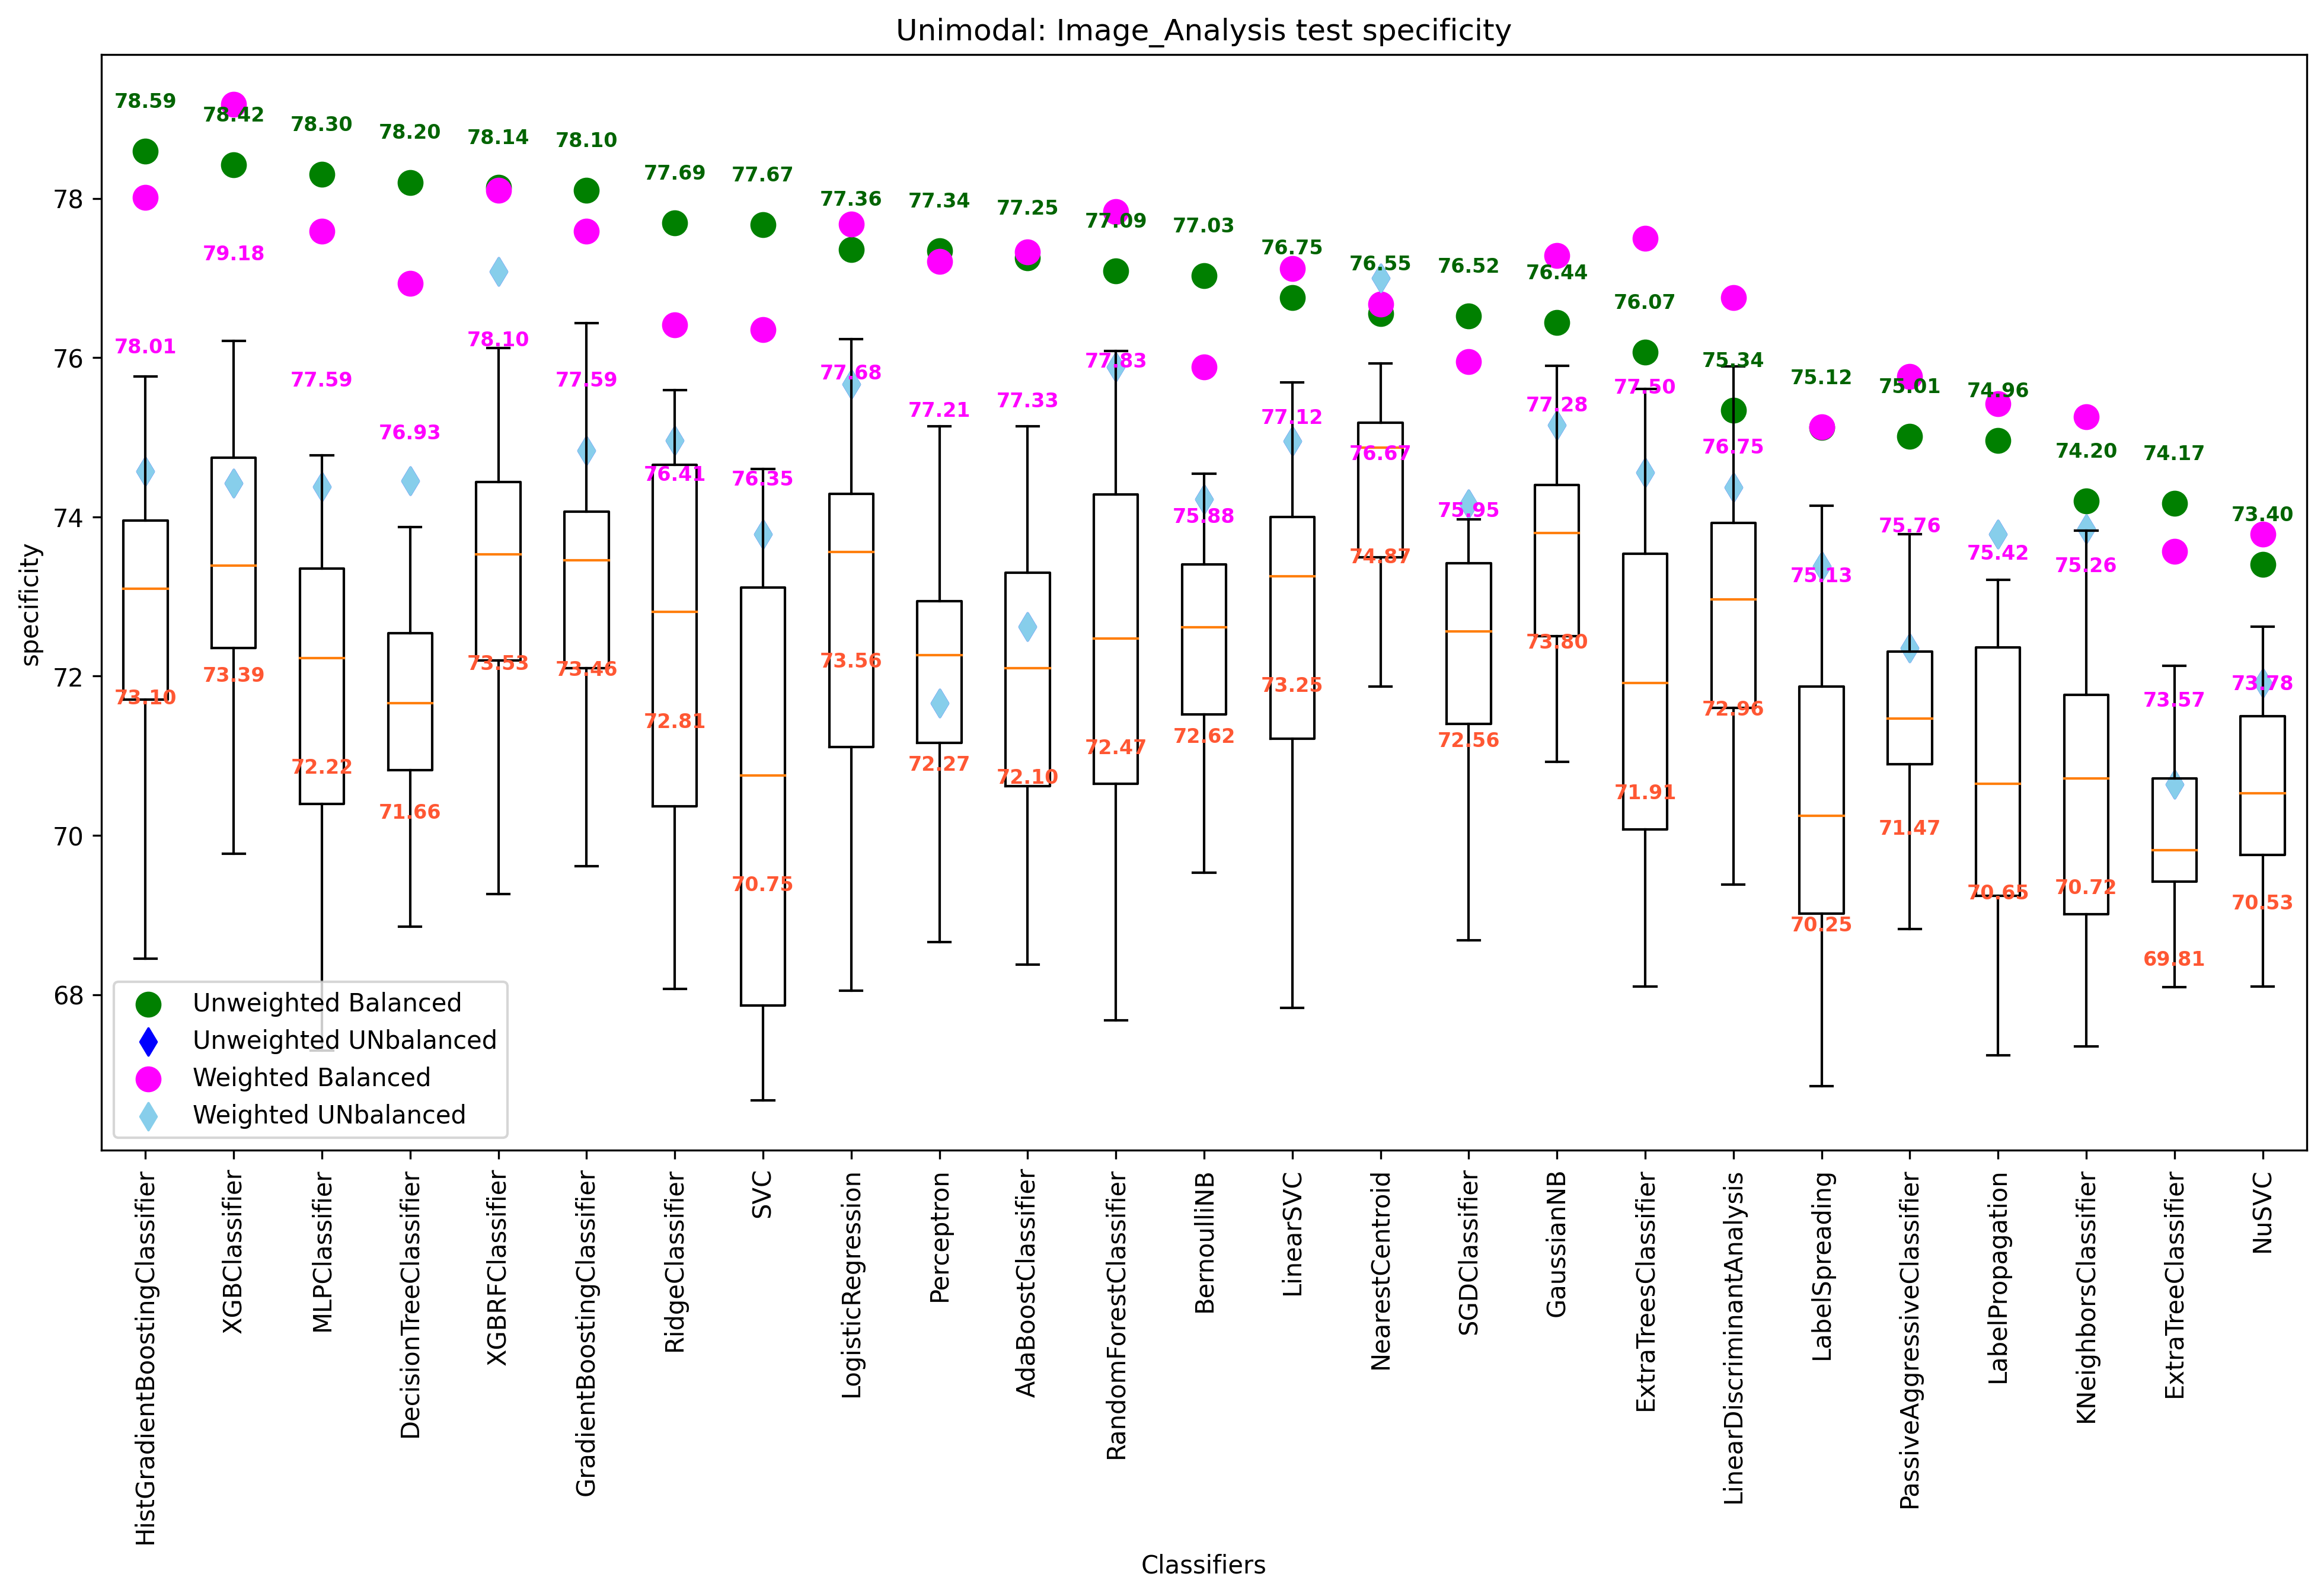 Unimodal: Image_Analysis test specificity
specificity
78
76
74
72
70
68
78.59
78.42
78.30
78.20
78.14
78.10
77.69
77.67
77.36
77.34
77.25
77.09
77.03
76.75
76.55
76.52
76.44
76.07
75.34
75.12
75.01
74.96
74.20
74.17
73.40
78.01
79.18
77.59
76.93
78.10
77.59
76.41
76.35
77.68
77.21
77.33
77.83
75.88
77.12
76.67
75.95
77.28
77.50
76.75
75.13
75.76
75.42
75.26
73.57
73.78
73.10
73.39
72.22
71.66
73.53
73.46
72.81
70.75
73.56
72.27
72.10
72.47
72.62
73.25
74.87
72.56
73.80
71.91
72.96
70.25
71.47
70.65
70.72
69.81
70.53
Unweighted Balanced
Unweighted UNbalanced
Weighted Balanced
Weighted UNbalanced
HistGradientBoostingClassifier
XGBClassifier
MLPClassifier
DecisionTreeClassifier
XGBRFClassifier
GradientBoostingClassifier
RidgeClassifier
SVC
LogisticRegression
Perceptron
AdaBoostClassifier
RandomForestClassifier
BernoulliNB
LinearSVC
NearestCentroid
SGDClassifier
GaussianNB
ExtraTreesClassifier
LinearDiscriminantAnalysis
LabelSpreading
PassiveAggressiveClassifier
LabelPropagation
KNeighborsClassifier
ExtraTreeClassifier
NuSVC
Classifiers